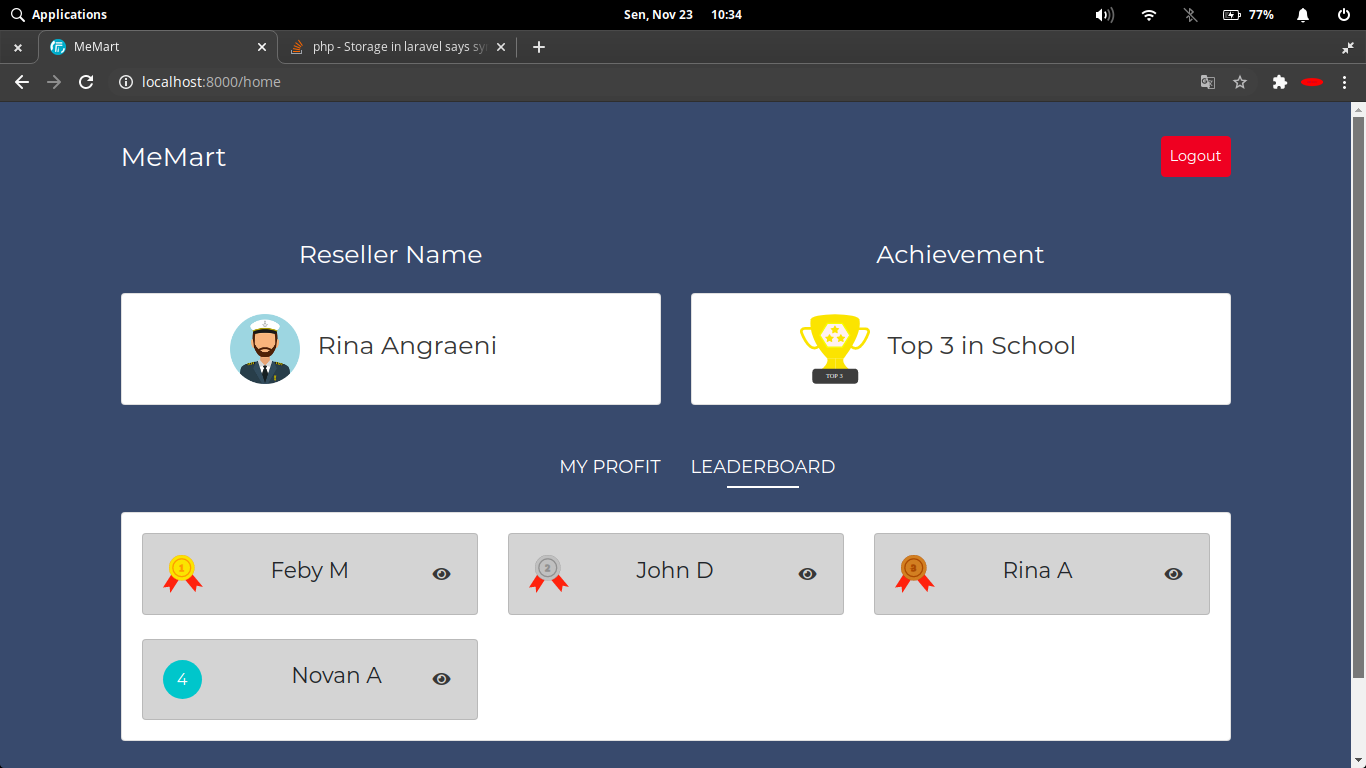 Applications
Sen, Nov 23 10:34
77%
MeMart
php - Storage in laravel says
localhost:8000/home
MeMart
Logout
Reseller Name
Achievement
Rina Angraeni
TOP 3
Top 3 in School
MY PROFIT
LEADERBOARD
1
Feby M
2
John D
3
Rina A
4
Novan A